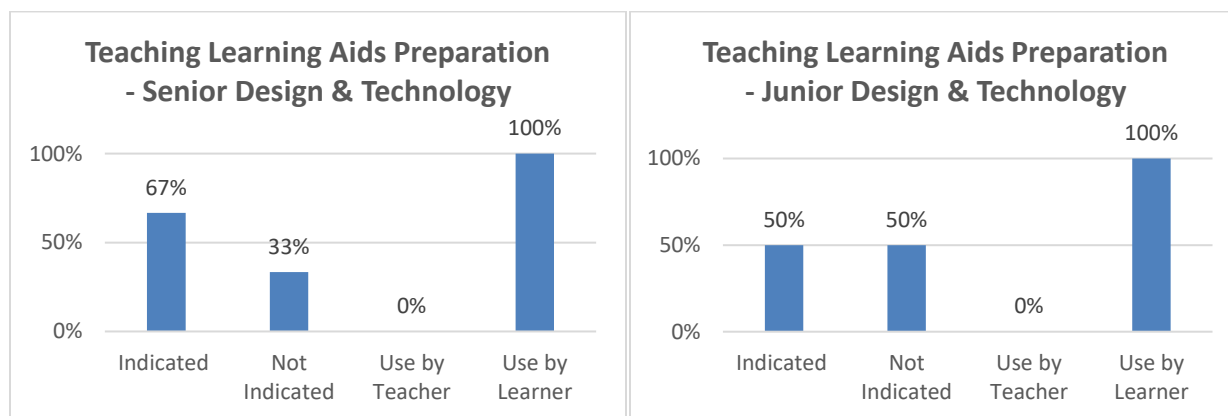 Teaching Learning Aids Preparation
- Senior Design & Technology
100%
100%
67%
50%
33%
0%
0%
Indicated
Not
Indicated
Use by
Teacher
Use by
Learner
Teaching Learning Aids Preparation
- Junior Design & Technology
100%
100%
50%
50%
50%
0%
0%
Indicated
Not
Indicated
Use by
Teacher
Use by
Learner